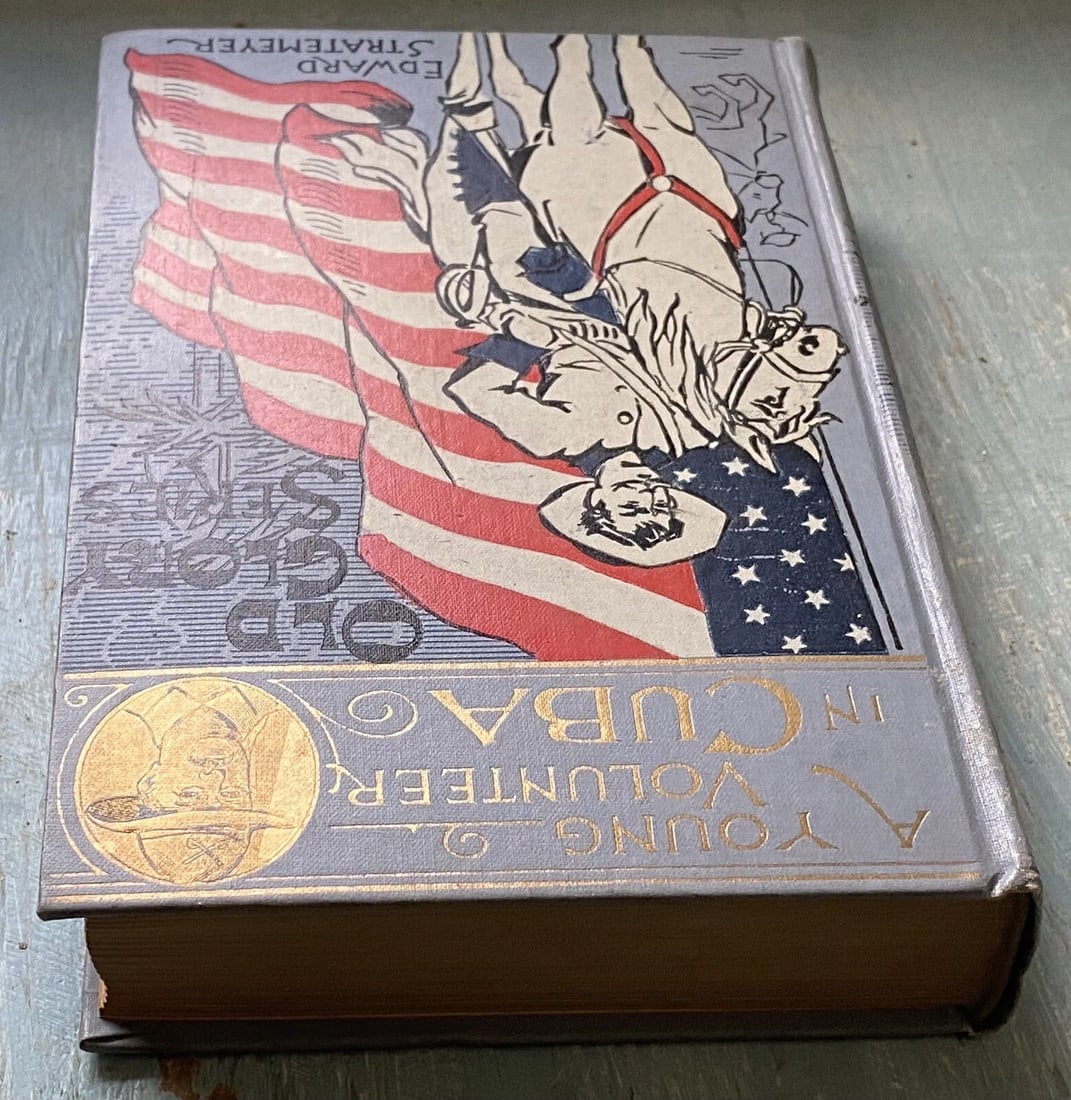 A YOUNG
VOLUNTEER
IN CUBA
OLD
GLORY
SERIES
EDWARD
STRATEMEYER